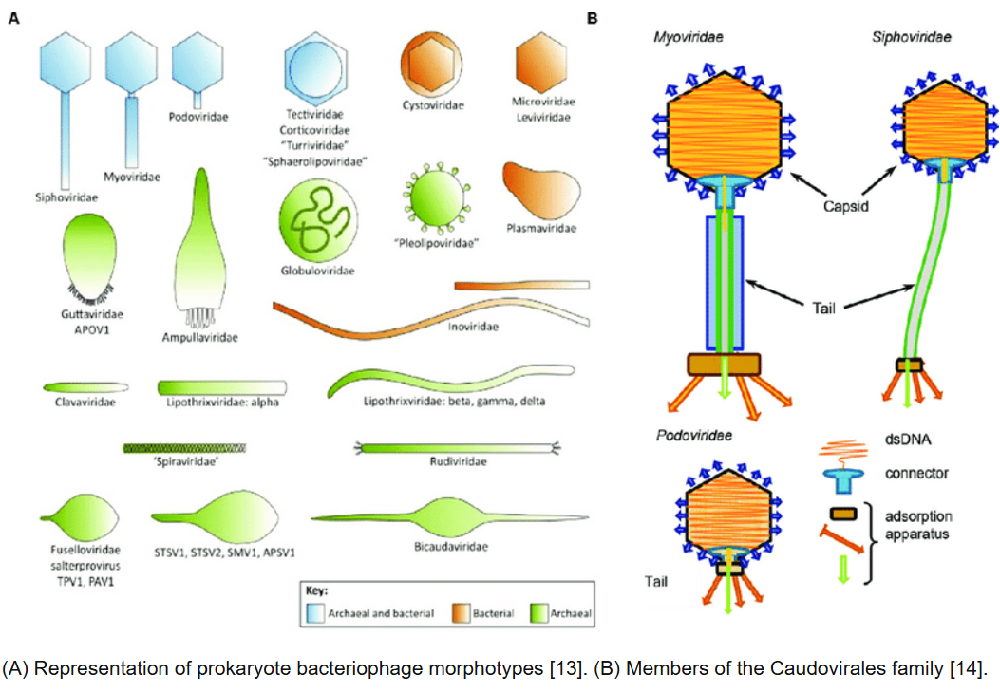 A
Siphoviridae
Myoviridae
Podoviridae
Tectiviridae
Corticoviridae
"Turriviridae"
"Sphaerolipoviridae"
Cystoviridae
Microviridae
Leviviridae
Guttaviridae
APOV1
Ampullaviridae
Globuloviridae
"Pleolipoviridae"
Plasmaviridae
Inoviridae
Clavaviridae
Lipothrixviridae: alpha
Lipothrixviridae: beta, gamma, delta
'Spiraviridae'
Rudiviridae
Fuselloviridae
salterprovirus
TPV1, PAV1
STSV1, STSV2, SMV1, APSV1
Bicaudaviridae
Key:
Archaeal and bacterial
Bacterial
Archaeal
B
Myoviridae
Siphoviridae
Capsid
Tail
Podoviridae
Tail
dsDNA
connector
adsorption
apparatus
(A) Representation of prokaryote bacteriophage morphotypes [13]. (B) Members of the Caudovirales family [14].